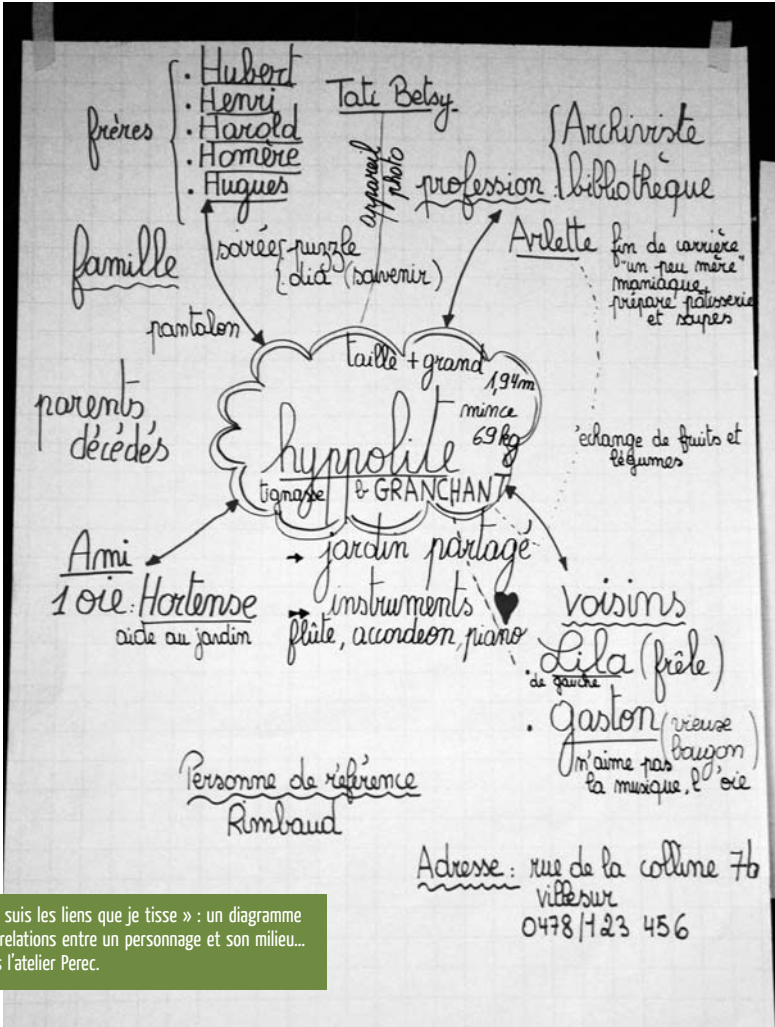 frères
. Hubert
. Henri
. Harold
. Homère
. Hugues
Tati Betsy
appareil photo
profession :
Archiviste
bibliothèque
famille
soirée
puzzle
dia (souvenir)
Arlette
fin de carrière
"un peu mère"
maniaque
prépare pâtisserie
et soupes
pantalon
taille + grand
1,94m
mince
69 kg
parents
décédés
échange de fruits et
légumes
hyppolite
tignasse
GRANCHANT
Ami
1 oie : Hortense
aide au jardin
→ jardin partagé
→ instruments ♥
flûte, accordeon, piano
voisins
. Lila (frêle)
de gauche
. Gaston
bougon
n'aime pas
la musique, l'oie
Personne de référence
Rimbaud
Adresse : rue de la colline 7b
villesur
0478/123 456
suis les liens que je tisse » : un diagramme
relations entre un personnage et son milieu...
l'atelier Perec.